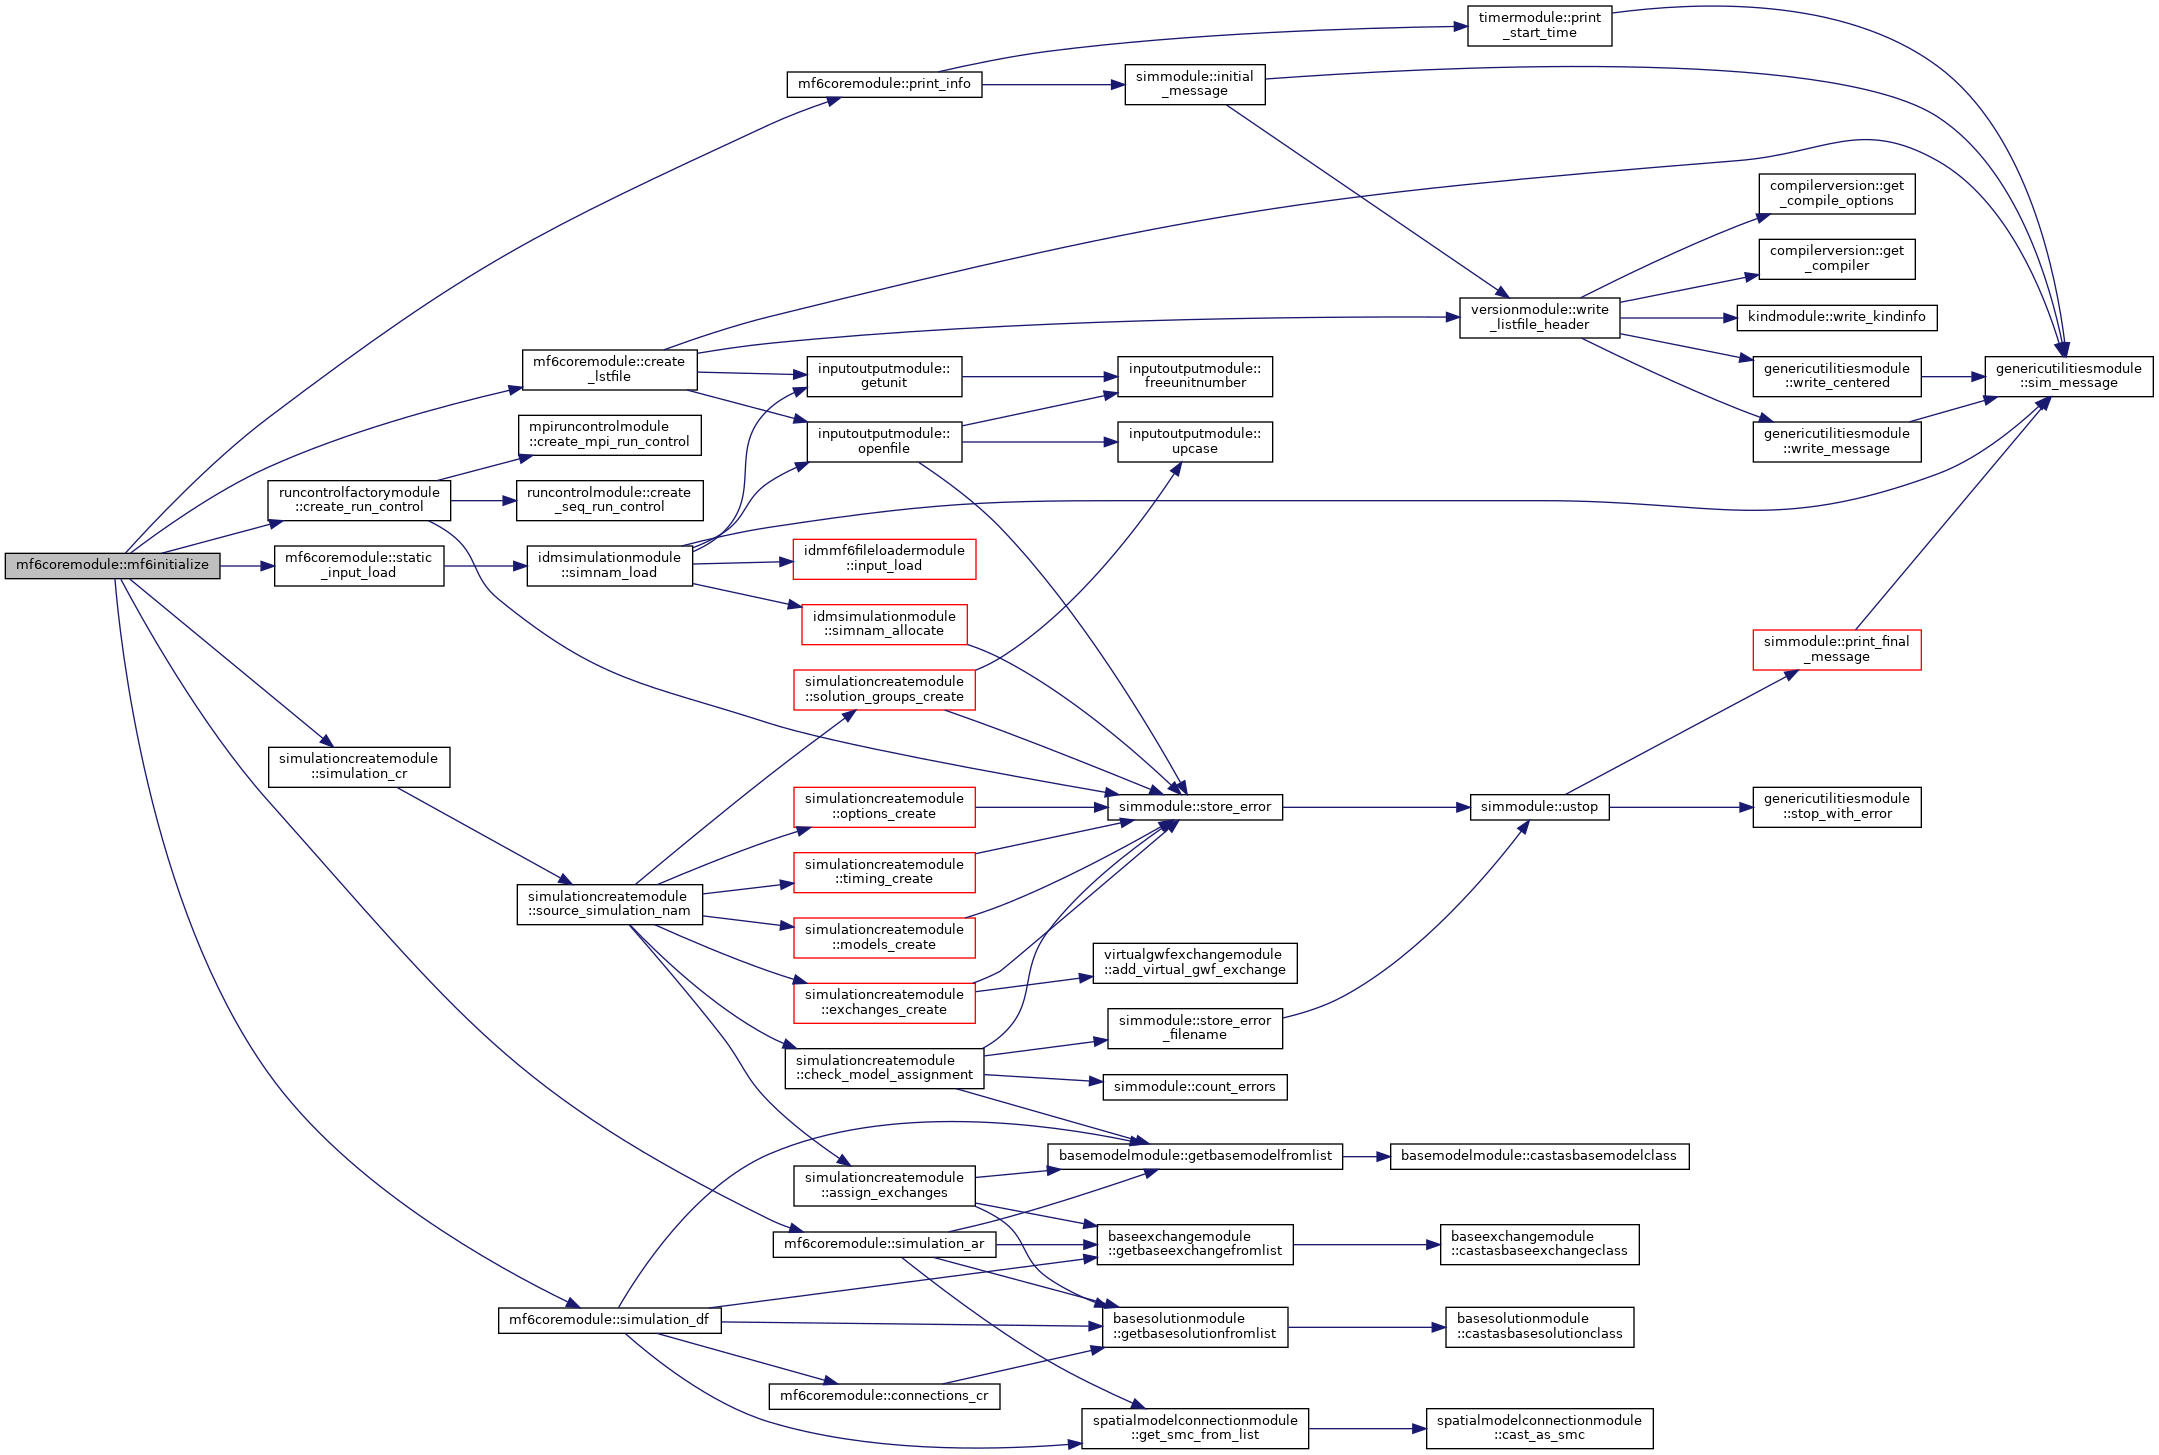 timermodule::print
_start_time
mf6coremodule::print_info
simmodule::initial
_message
compilerversion::get
_compile_options
compilerversion::get
_compiler
versionmodule::write
_listfile_header
kindmodule::write_kindinfo
mf6coremodule::create
_lstfile
inputoutputmodule::
getunit
inputoutputmodule::
freeunitnumber
genericutilitiesmodule
::write_centered
genericutilitiesmodule
::sim_message
mpiruncontrolmodule
::create_mpi_run_control
inputoutputmodule::
openfile
inputoutputmodule::
upcase
genericutilitiesmodule
::write_message
runcontrolfactorymodule
::create_run_control
runcontrolmodule::create
_seq_run_control
mf6coremodule::mf6initialize
mf6coremodule::static
_input_load
idmsimulationmodule
::simnam_load
idmmf6fileloadermodule
::input_load
idmsimulationmodule
::simnam_allocate
simmodule::print_final
_message
simulationcreatemodule
::solution_groups_create
simulationcreatemodule
::simulation_cr
simulationcreatemodule
::options_create
simmodule::store_error
simmodule::ustop
genericutilitiesmodule
::stop_with_error
simulationcreatemodule
::timing_create
simulationcreatemodule
::source_simulation_nam
simulationcreatemodule
::models_create
virtualgwfexchangemodule
::add_virtual_gwf_exchange
simulationcreatemodule
::exchanges_create
simmodule::store_error
_filename
simulationcreatemodule
::check_model_assignment
simmodule::count_errors
basemodelmodule::getbasemodelfromlist
basemodelmodule::castasbasemodelclass
simulationcreatemodule
::assign_exchanges
mf6coremodule::simulation_ar
baseexchangemodule
::getbaseexchangefromlist
baseexchangemodule
::castasbaseexchangeclass
mf6coremodule::simulation_df
basesolutionmodule
::getbasesolutionfromlist
basesolutionmodule
::castasbasesolutionclass
mf6coremodule::connections_cr
spatialmodelconnectionmodule
::get_smc_from_list
spatialmodelconnectionmodule
::cast_as_smc